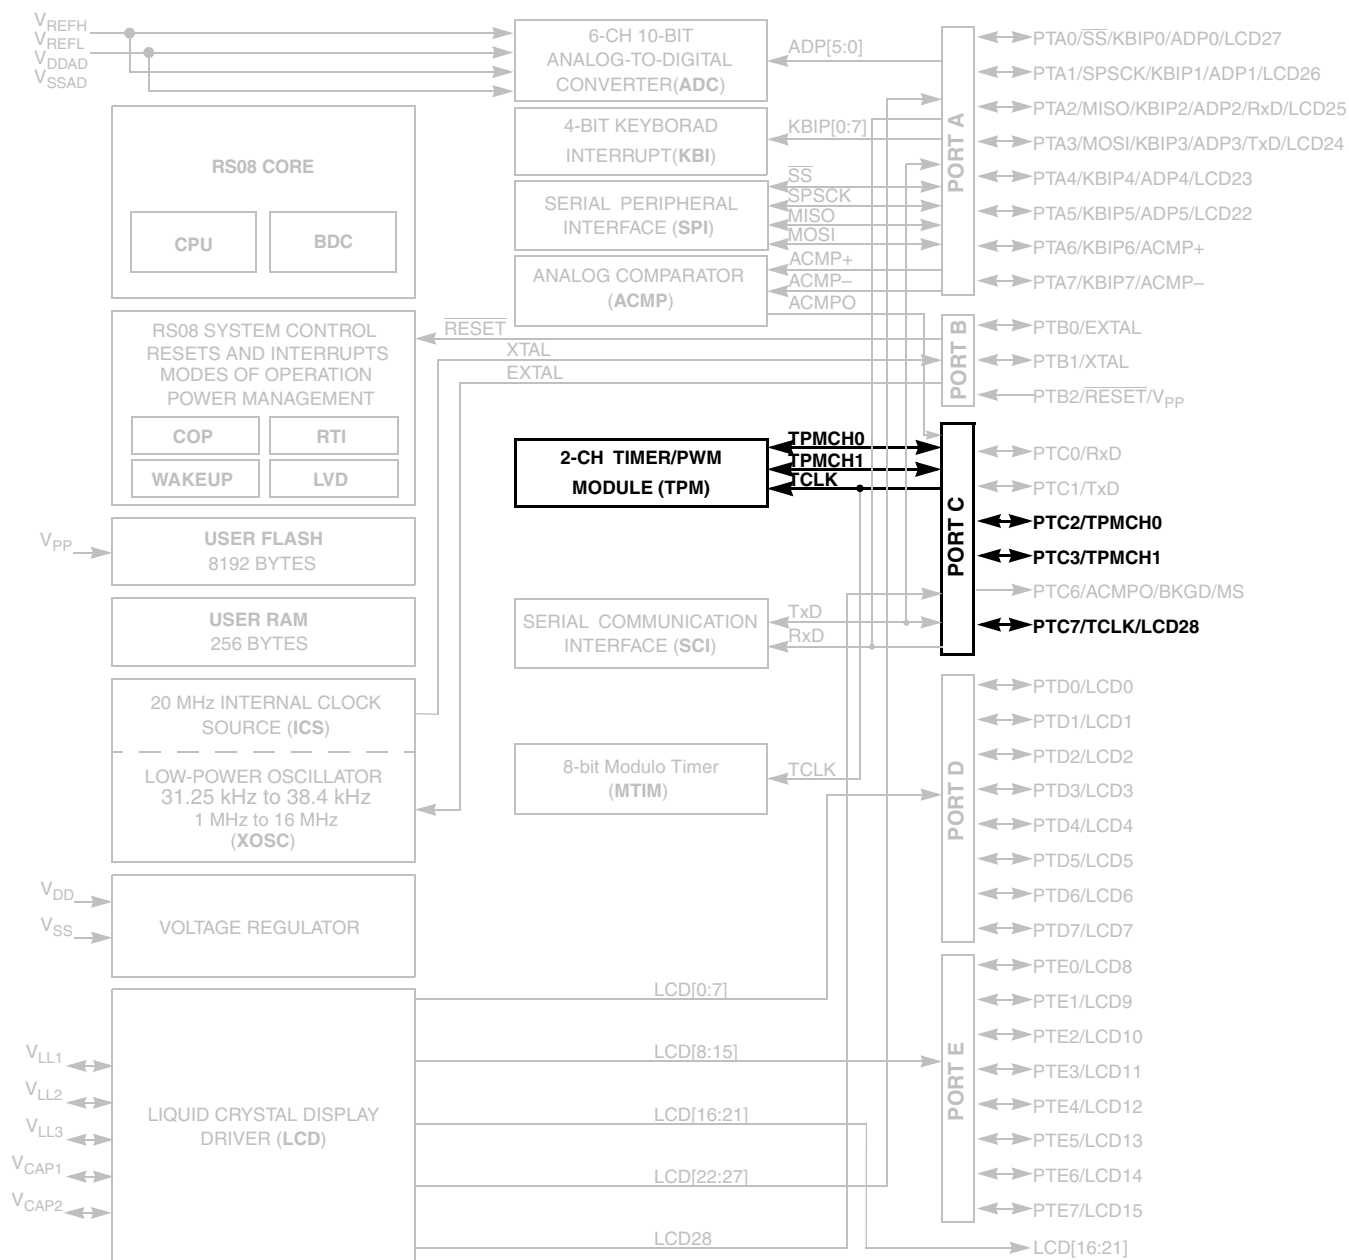 VREFH
VREFL
VDDAD
VSSAD
6-CH 10-BIT
ANALOG-TO-DIGITAL
CONVERTER(ADC)
ADP[5:0]
4-BIT KEYBORAD
INTERRUPT(KBI)
KBIP[0:7]
SERIAL PERIPHERAL
INTERFACE (SPI)
SS
SPSCK
MISO
MOSI
ANALOG COMPARATOR
(ACMP)
ACMP+
ACMP–
ACMPO
RS08 CORE
CPU
BDC
RS08 SYSTEM CONTROL
RESETS AND INTERRUPTS
MODES OF OPERATION
POWER MANAGEMENT
COP
RTI
WAKEUP
LVD
RESET
XTAL
EXTAL
2-CH TIMER/PWM
MODULE (TPM)
TPMCH0
TPMCH1
TCLK
VPP
USER FLASH
8192 BYTES
USER RAM
256 BYTES
SERIAL COMMUNICATION
INTERFACE (SCI)
TxD
RxD
20 MHz INTERNAL CLOCK
SOURCE (ICS)
LOW-POWER OSCILLATOR
31.25 kHz to 38.4 kHz
1 MHz to 16 MHz
(XOSC)
8-bit Modulo Timer
(MTIM)
TCLK
VDD
VSS
VOLTAGE REGULATOR
VLL1
VLL2
VLL3
VCAP1
VCAP2
LIQUID CRYSTAL DISPLAY
DRIVER (LCD)
LCD[0:7]
LCD[8:15]
LCD[16:21]
LCD[22:27]
LCD28
PORT A
PTA0/SS/KBIP0/ADP0/LCD27
PTA1/SPSCK/KBIP1/ADP1/LCD26
PTA2/MISO/KBIP2/ADP2/RxD/LCD25
PTA3/MOSI/KBIP3/ADP3/TxD/LCD24
PTA4/KBIP4/ADP4/LCD23
PTA5/KBIP5/ADP5/LCD22
PTA6/KBIP6/ACMP+
PTA7/KBIP7/ACMP–
PORT B
PTB0/EXTAL
PTB1/XTAL
PTB2/RESET/VPP
PORT C
PTC0/RxD
PTC1/TxD
PTC2/TPMCH0
PTC3/TPMCH1
PTC6/ACMPO/BKGD/MS
PTC7/TCLK/LCD28
PORT D
PTD0/LCD0
PTD1/LCD1
PTD2/LCD2
PTD3/LCD3
PTD4/LCD4
PTD5/LCD5
PTD6/LCD6
PTD7/LCD7
PORT E
PTE0/LCD8
PTE1/LCD9
PTE2/LCD10
PTE3/LCD11
PTE4/LCD12
PTE5/LCD13
PTE6/LCD14
PTE7/LCD15
LCD[16:21]